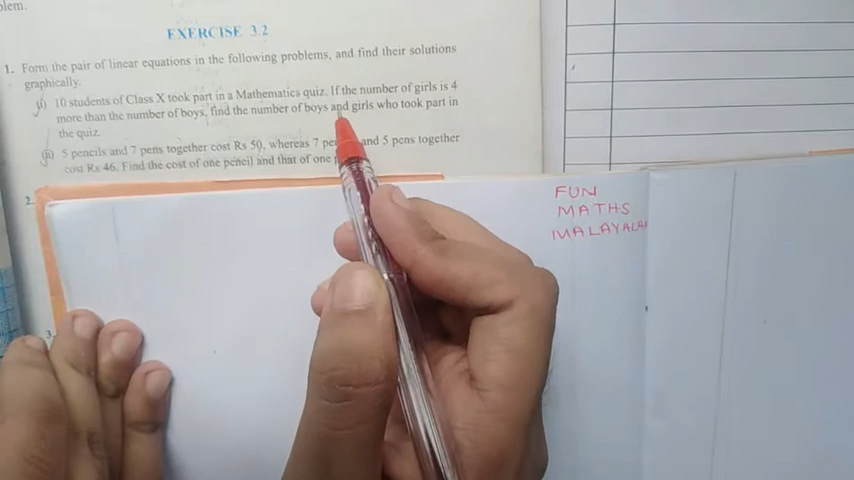 blem.
EXERCISE 3.2
1. Form the pair of linear equations in the following problems, and find their solutions
graphically.
(i) 10 students of Class X took part in a Mathematics quiz. If the number of girls is 4
more than the number of boys, find the number of boys and girls who took part in
the quiz.
(ii) 5 pencils and 7 pens together cost Rs 50, whereas 7 and 5 pens together
cost Rs 46. Find the cost of one pencil and that of one
2.
3.
FUN
MATHS
MALAYALAM